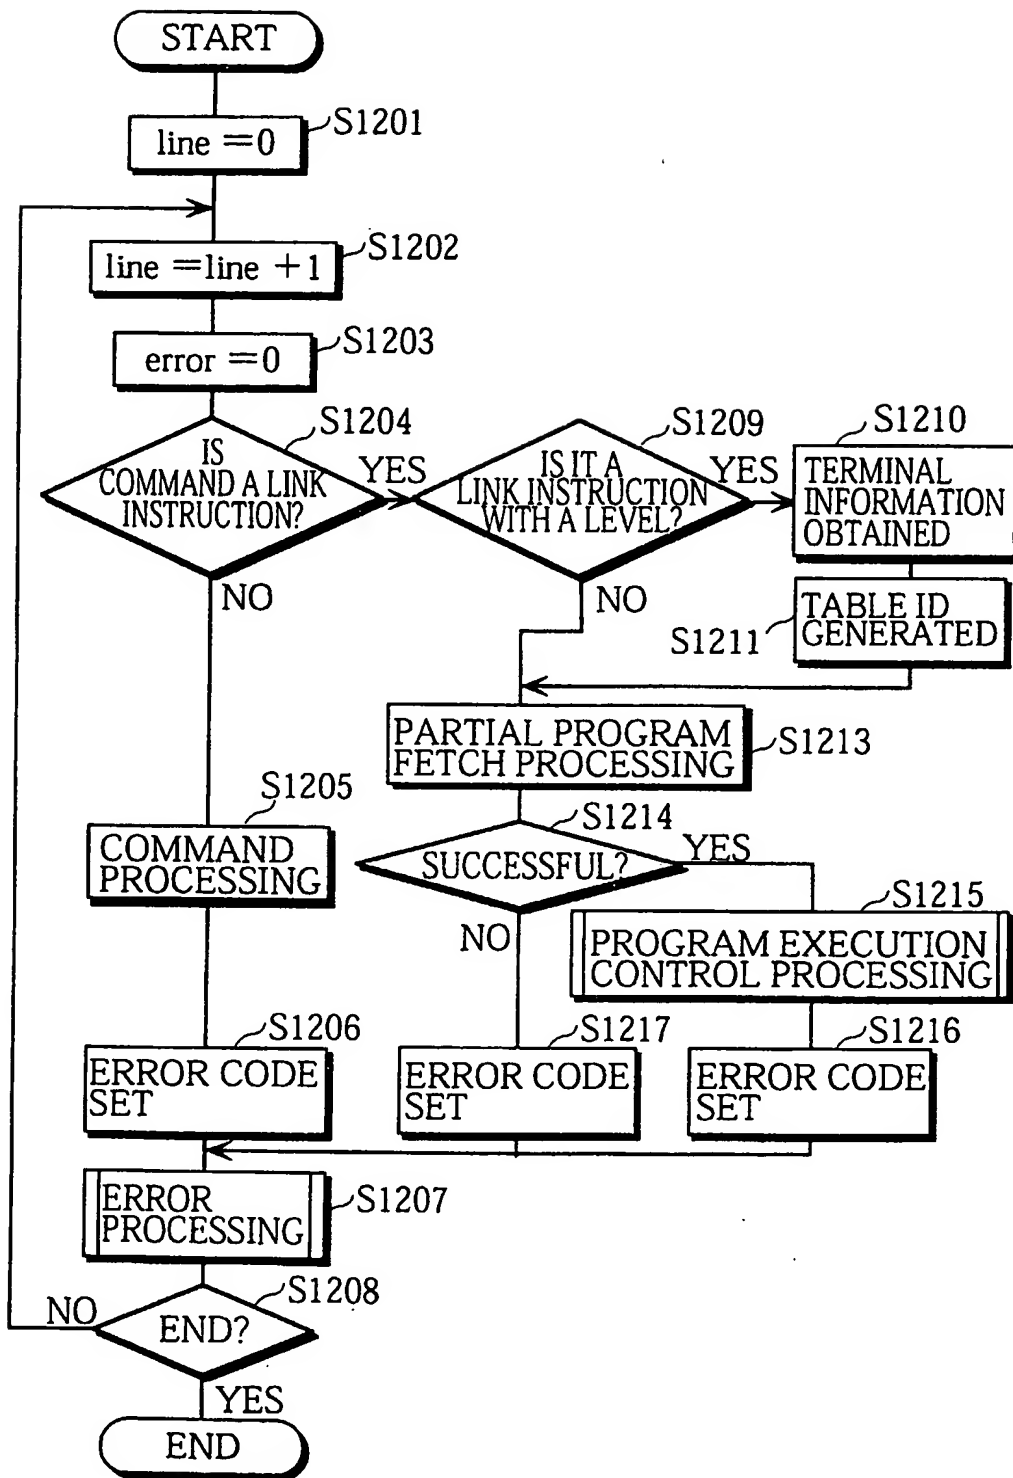 START
S1201
line =0
S1202
line =line +1
S1203
error =0
S1204
IS
COMMAND A LINK
INSTRUCTION?
YES
NO
S1209
IS IT A
LINK INSTRUCTION
WITH A LEVEL?
YES
NO
S1210
TERMINAL
INFORMATION
OBTAINED
S1211
TABLE ID
GENERATED
PARTIAL PROGRAM
FETCH PROCESSING
S1213
S1205
COMMAND
PROCESSING
S1214
SUCCESSFUL?
YES
NO
S1215
PROGRAM EXECUTION
CONTROL PROCESSING
S1206
ERROR CODE
SET
S1217
ERROR CODE
SET
S1216
ERROR CODE
SET
ERROR
PROCESSING
S1207
S1208
END?
NO
YES
END